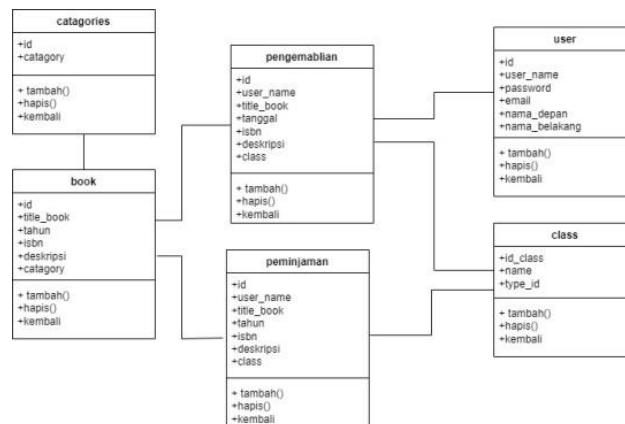 catagories
+id
+catagory
+ tambah()
+hapis()
+kembali
book
+id
+title_book
+tahun
+isbn
+deskripsi
+catagory
+ tambah()
+hapis()
+kembali
pengemablian
+id
+user_name
+title_book
+tanggal
+isbn
+deskripsi
+class
+ tambah()
+hapis()
+kembali
peminjaman
+id
+user_name
+title_book
+tahun
+isbn
+deskripsi
+class
+ tambah()
+hapis()
+kembali
user
+id
+user_name
+password
+email
+nama_depan
+nama_belakang
+ tambah()
+hapis()
+kembali
class
+id_class
+name
+type_id
+ tambah()
+hapis()
+kembali